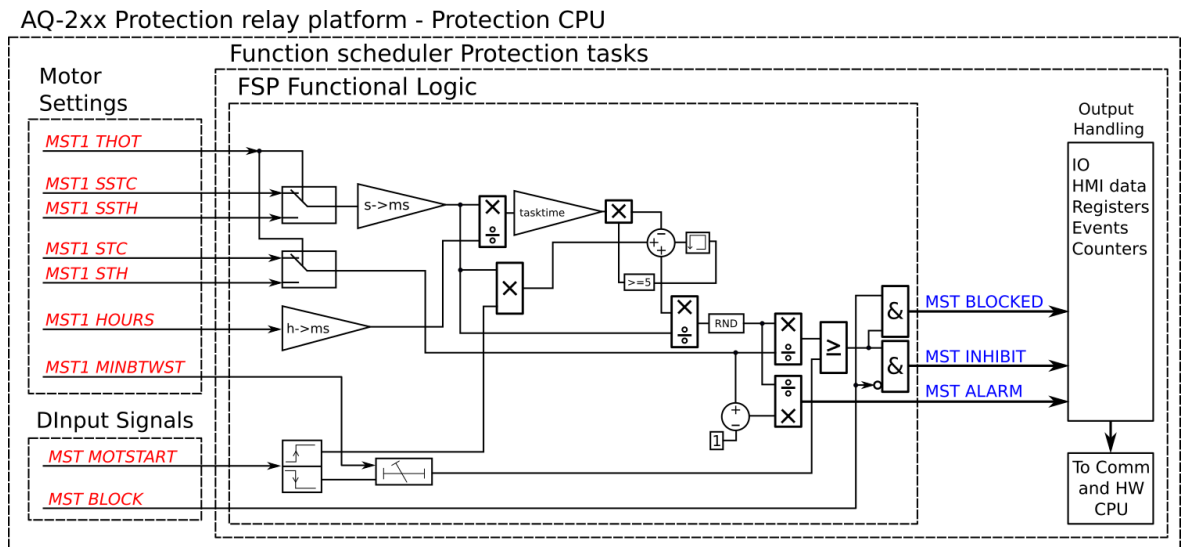 AQ-2xx Protection relay platform - Protection CPU
Function scheduler Protection tasks
FSP Functional Logic
Motor
Settings
MST1 THOT
MST1 SSTC
MST1 SSTH
MST1 STC
MST1 STH
MST1 HOURS
MST1 MINBTWST
DInput Signals
MST MOTSTART
MST BLOCK
s->ms
h->ms
×
÷
tasktime
×
−
+
+
>=5
×
×
÷
RND
×
÷
÷
×
+
−
1
≥
&
&
MST BLOCKED
MST INHIBIT
MST ALARM
Output
Handling
IO
HMI data
Registers
Events
Counters
To Comm
and HW
CPU